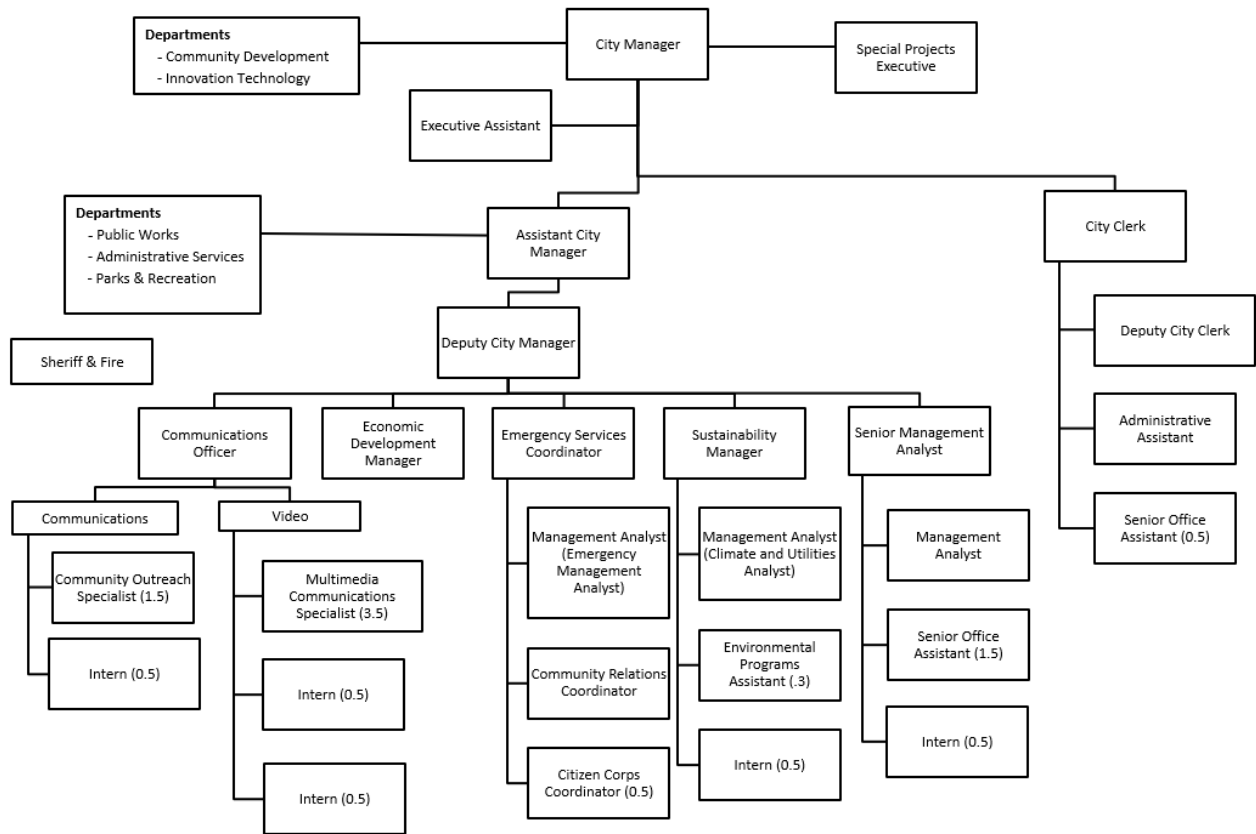 Departments
- Community Development
- Innovation Technology
City Manager
Special Projects
Executive
Executive Assistant
Departments
- Public Works
- Administrative Services
- Parks & Recreation
Assistant City
Manager
City Clerk
Deputy City Manager
Deputy City Clerk
Sheriff & Fire
Administrative
Assistant
Senior Office
Assistant (0.5)
Communications
Officer
Economic
Development
Manager
Emergency Services
Coordinator
Sustainability
Manager
Senior Management
Analyst
Communications
Video
Community Outreach
Specialist (1.5)
Intern (0.5)
Multimedia
Communications
Specialist (3.5)
Intern (0.5)
Intern (0.5)
Management Analyst
(Emergency
Management
Analyst)
Community Relations
Coordinator
Citizen Corps
Coordinator (0.5)
Management Analyst
(Climate and Utilities
Analyst)
Environmental
Programs
Assistant (.3)
Intern (0.5)
Management
Analyst
Senior Office
Assistant (1.5)
Intern (0.5)